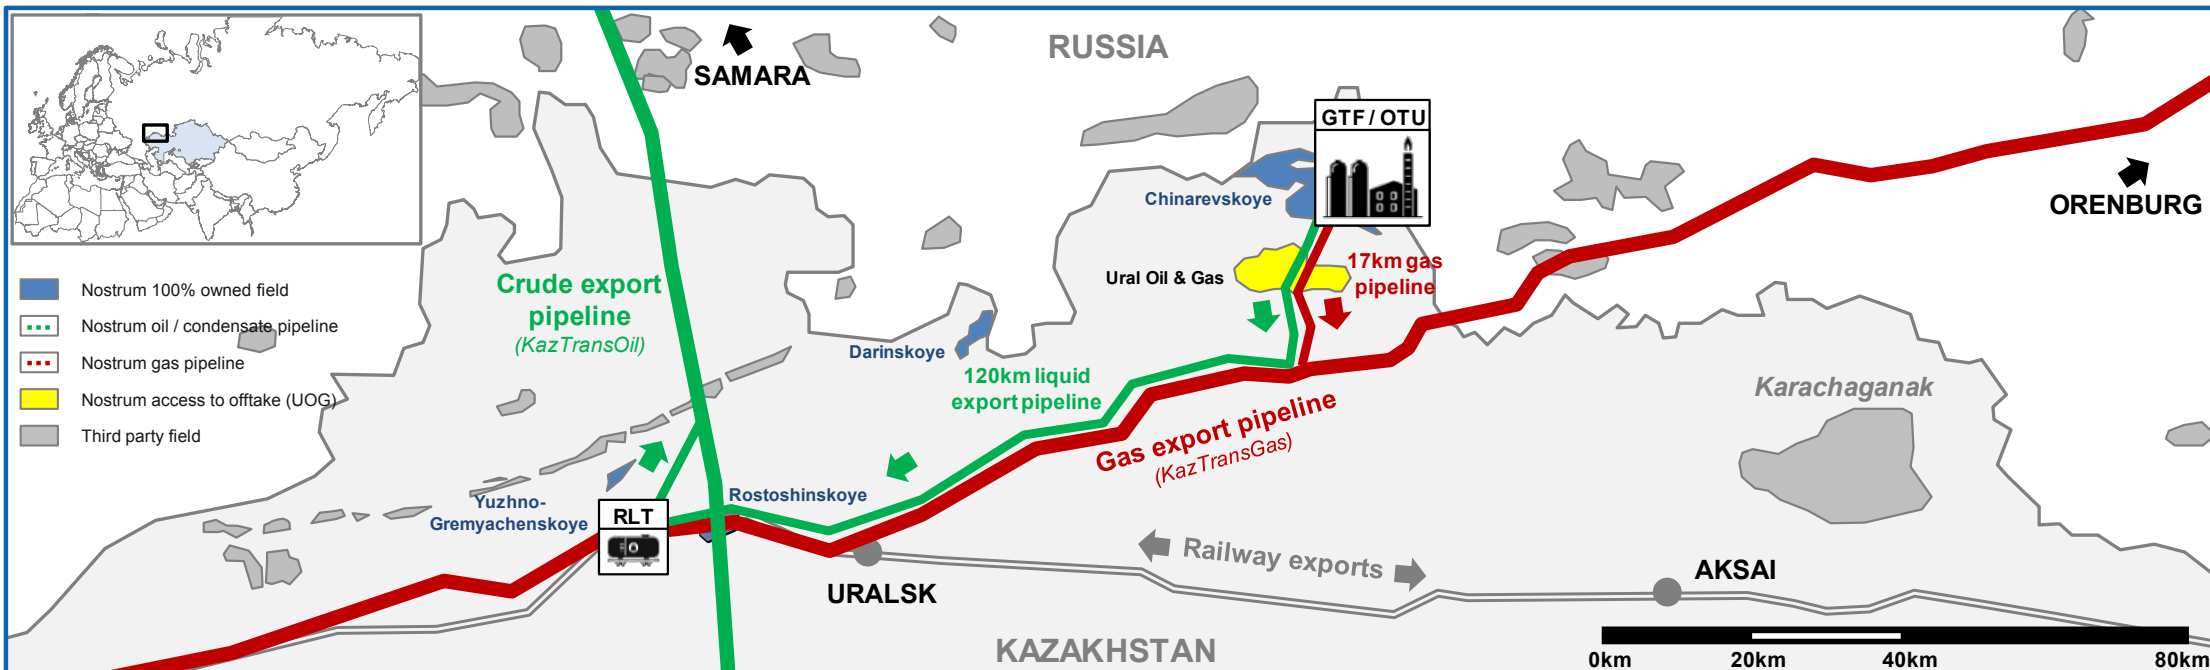 RUSSIA
SAMARA
GTF / OTU
Chinarevskoye
ORENBURG
Ural Oil & Gas
17km gas
pipeline
Crude export
pipeline
(KazTransOil)
Nostrum 100% owned field
Nostrum oil / condensate pipeline
Nostrum gas pipeline
Nostrum access to offtake (UOG)
Third party field
Darinskoye
120km liquid
export pipeline
Karachaganak
Gas export pipeline
(KazTransGas)
Yuzhno-
Gremyachenskoye
RLT
Rostoshinskoye
Railway exports
URALSK
AKSAI
KAZAKHSTAN
0km 20km 40km 80km